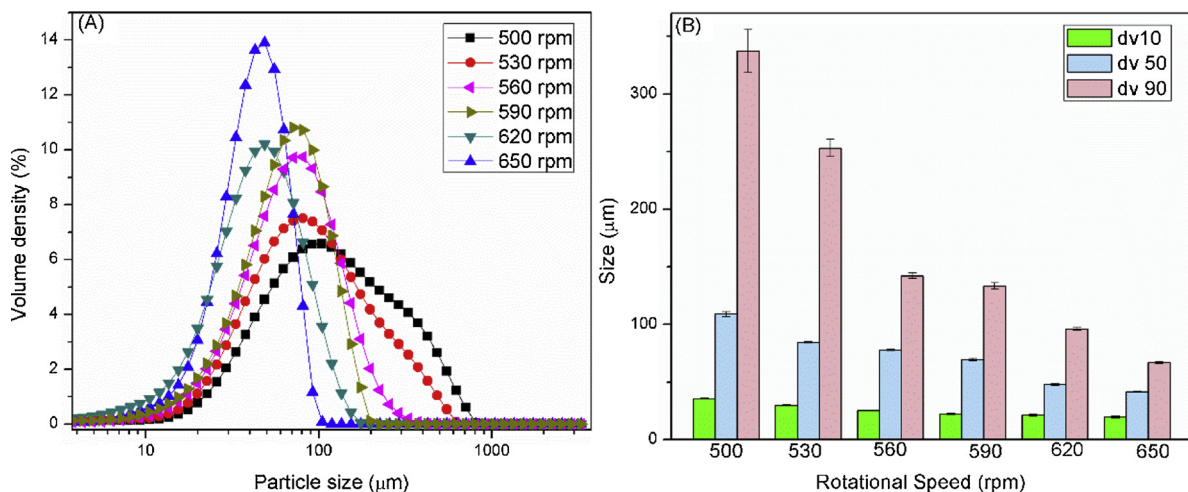 (A)
500 rpm
530 rpm
560 rpm
590 rpm
620 rpm
650 rpm
14
12
10
8
6
4
2
0
Volume density (%)
10
100
1000
Particle size (μm)
(B)
dv10
dv 50
dv 90
300
200
100
0
Size (μm)
500
530
560
590
620
650
Rotational Speed (rpm)